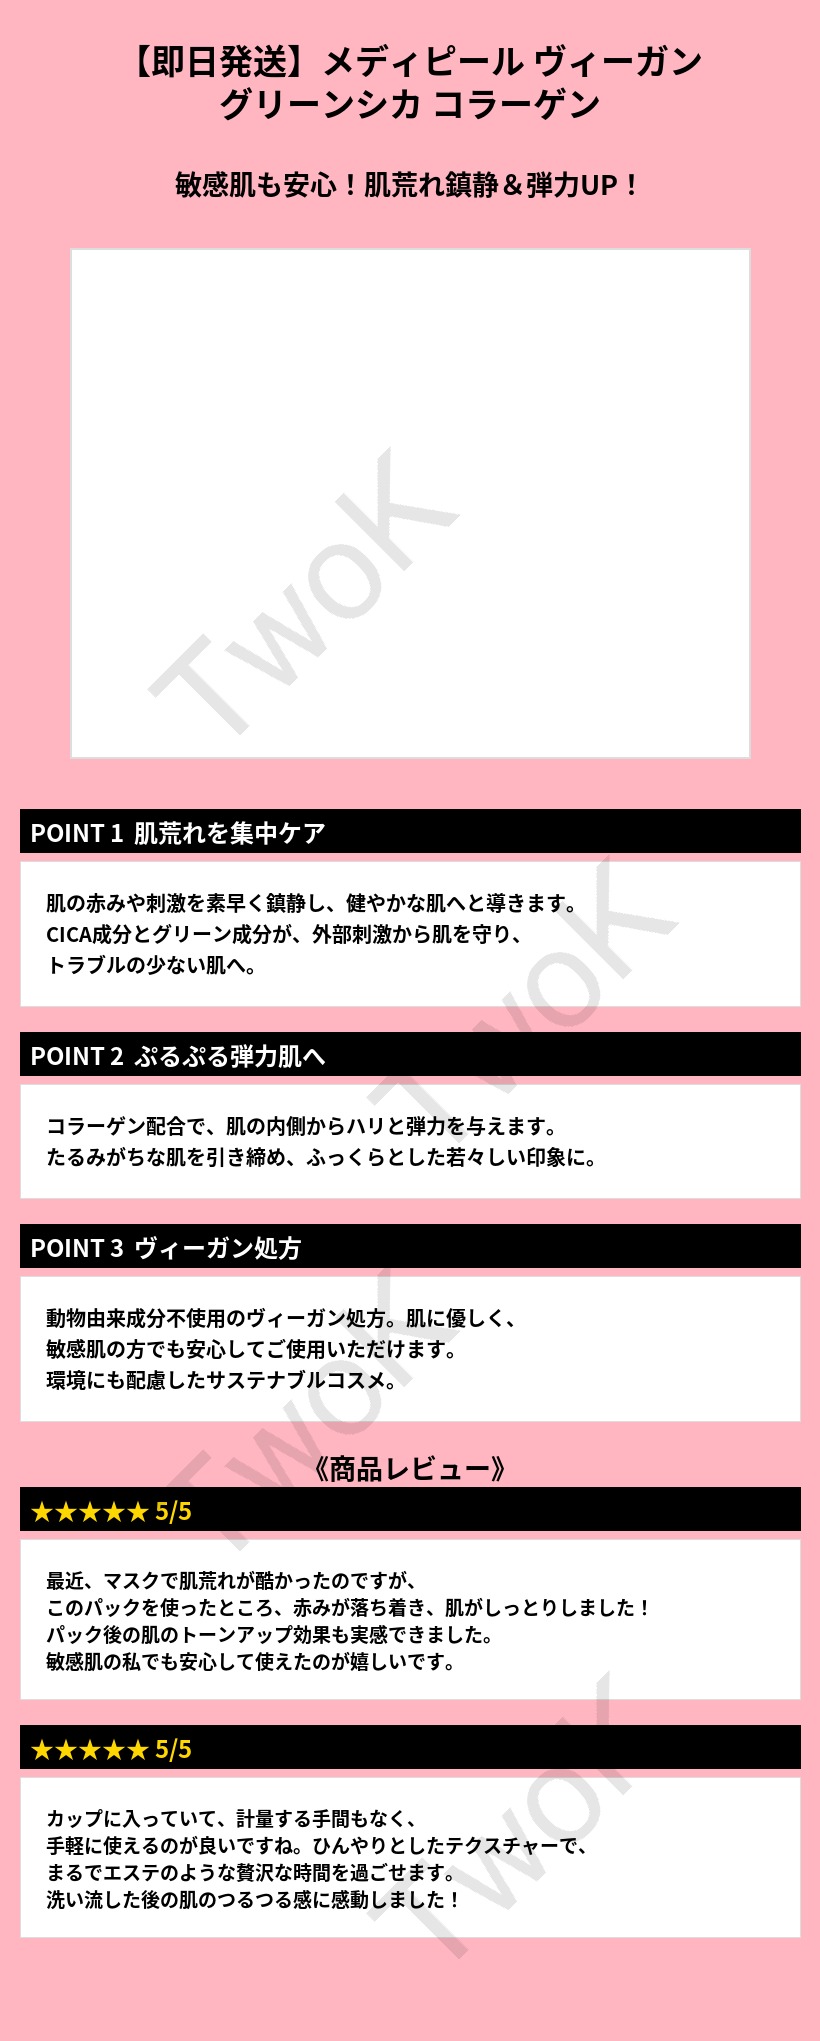 【即日発送】メディピール ヴィーガン
グリーンシカ コラーゲン
敏感肌も安心！肌荒れ鎮静＆弾力UP！
TwoK
POINT 1 肌荒れを集中ケア
肌の赤みや刺激を素早く鎮静し、健やかな肌へと導きます。
CICA成分とグリーン成分が、外部刺激から肌を守り、
トラブルの少ない肌へ。
TwoK
POINT 2 ぷるぷる弾力肌へ
コラーゲン配合で、肌の内側からハリと弾力を与えます。
たるみがちな肌を引き締め、ふっくらとした若々しい印象に。
POINT 3 ヴィーガン処方
動物由来成分不使用のヴィーガン処方。肌に優しく、
敏感肌の方でも安心してご使用いただけます。
環境にも配慮したサステナブルコスメ。
TwoK
《商品レビュー》
★★★★★ 5/5
最近、マスクで肌荒れが酷かったのですが、
このパックを使ったところ、赤みが落ち着き、肌がしっとりしました！
パック後の肌のトーンアップ効果も実感できました。
敏感肌の私でも安心して使えたのが嬉しいです。
★★★★★ 5/5
カップに入っていて、計量する手間もなく、
手軽に使えるのが良いですね。ひんやりとしたテクスチャーで、
まるでエステのような贅沢な時間を過ごせます。
洗い流した後の肌のつるつる感に感動しました！
TwoK